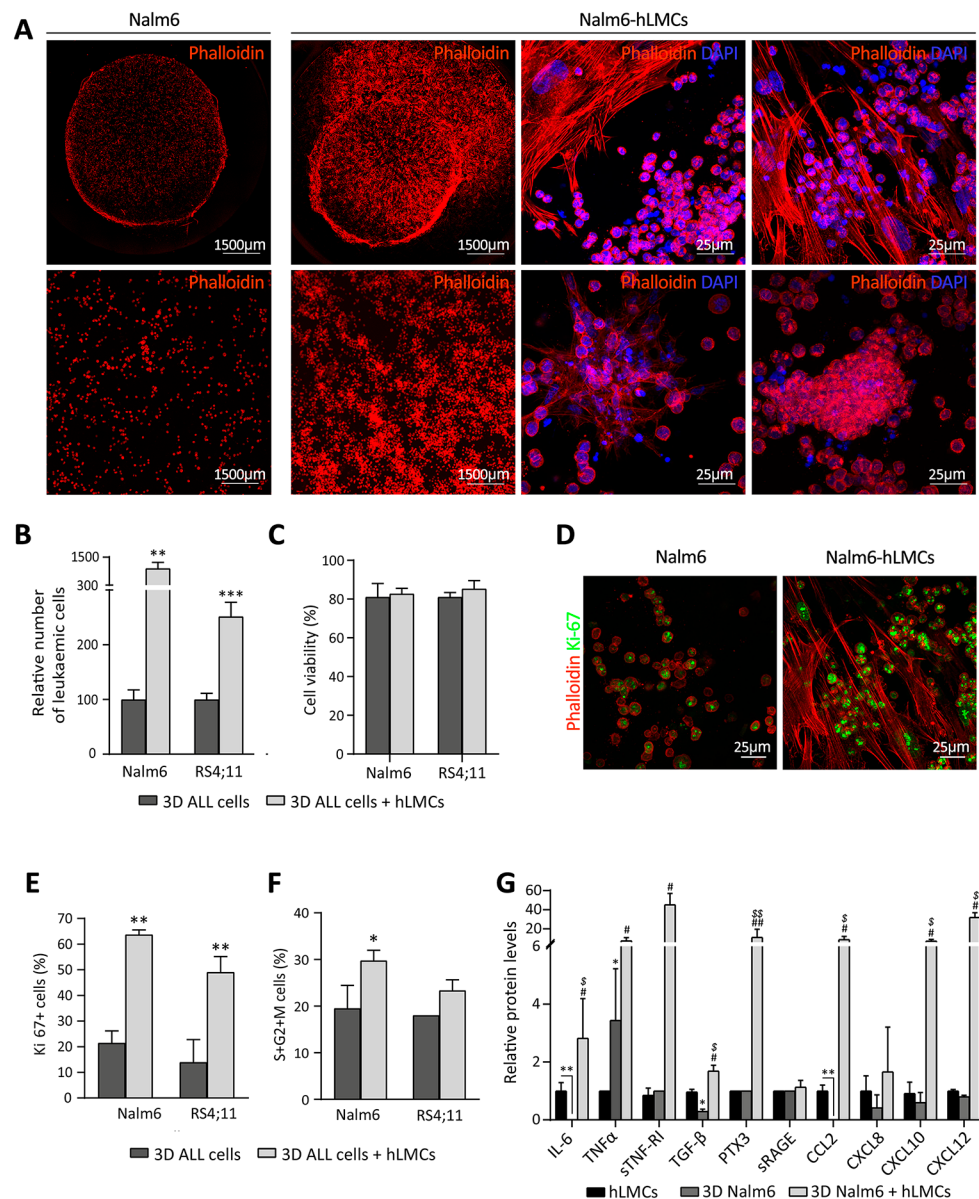 A
Nalm6
Nalm6-hLMCs
Phalloidin
Phalloidin
Phalloidin DAPI
Phalloidin DAPI
1500µm
1500µm
25µm
25µm
Phalloidin
Phalloidin
Phalloidin DAPI
Phalloidin DAPI
1500µm
1500µm
25µm
25µm
B
Relative number
of leukaemic cells
1500
300
200
100
0
**
***
Nalm6
RS4;11
C
Cell viability (%)
100
80
60
40
20
0
Nalm6
RS4;11
3D ALL cells
3D ALL cells + hLMCs
D
Nalm6
Nalm6-hLMCs
Phalloidin Ki-67
25µm
25µm
E
Ki 67+ cells (%)
70
60
50
40
30
20
10
0
**
**
Nalm6
RS4;11
F
S+G2+M cells (%)
40
30
20
10
0
*
Nalm6
RS4;11
3D ALL cells
3D ALL cells + hLMCs
G
Relative protein levels
60
40
20
6
4
2
0
**
$
#
*
#
#
*
$
#
$$
##
**
$
#
$
#
$
#
IL-6
TNFα
sTNF-RI
TGF-β
PTX3
sRAGE
CCL2
CXCL8
CXCL10
CXCL12
hLMCs
3D Nalm6
3D Nalm6 + hLMCs